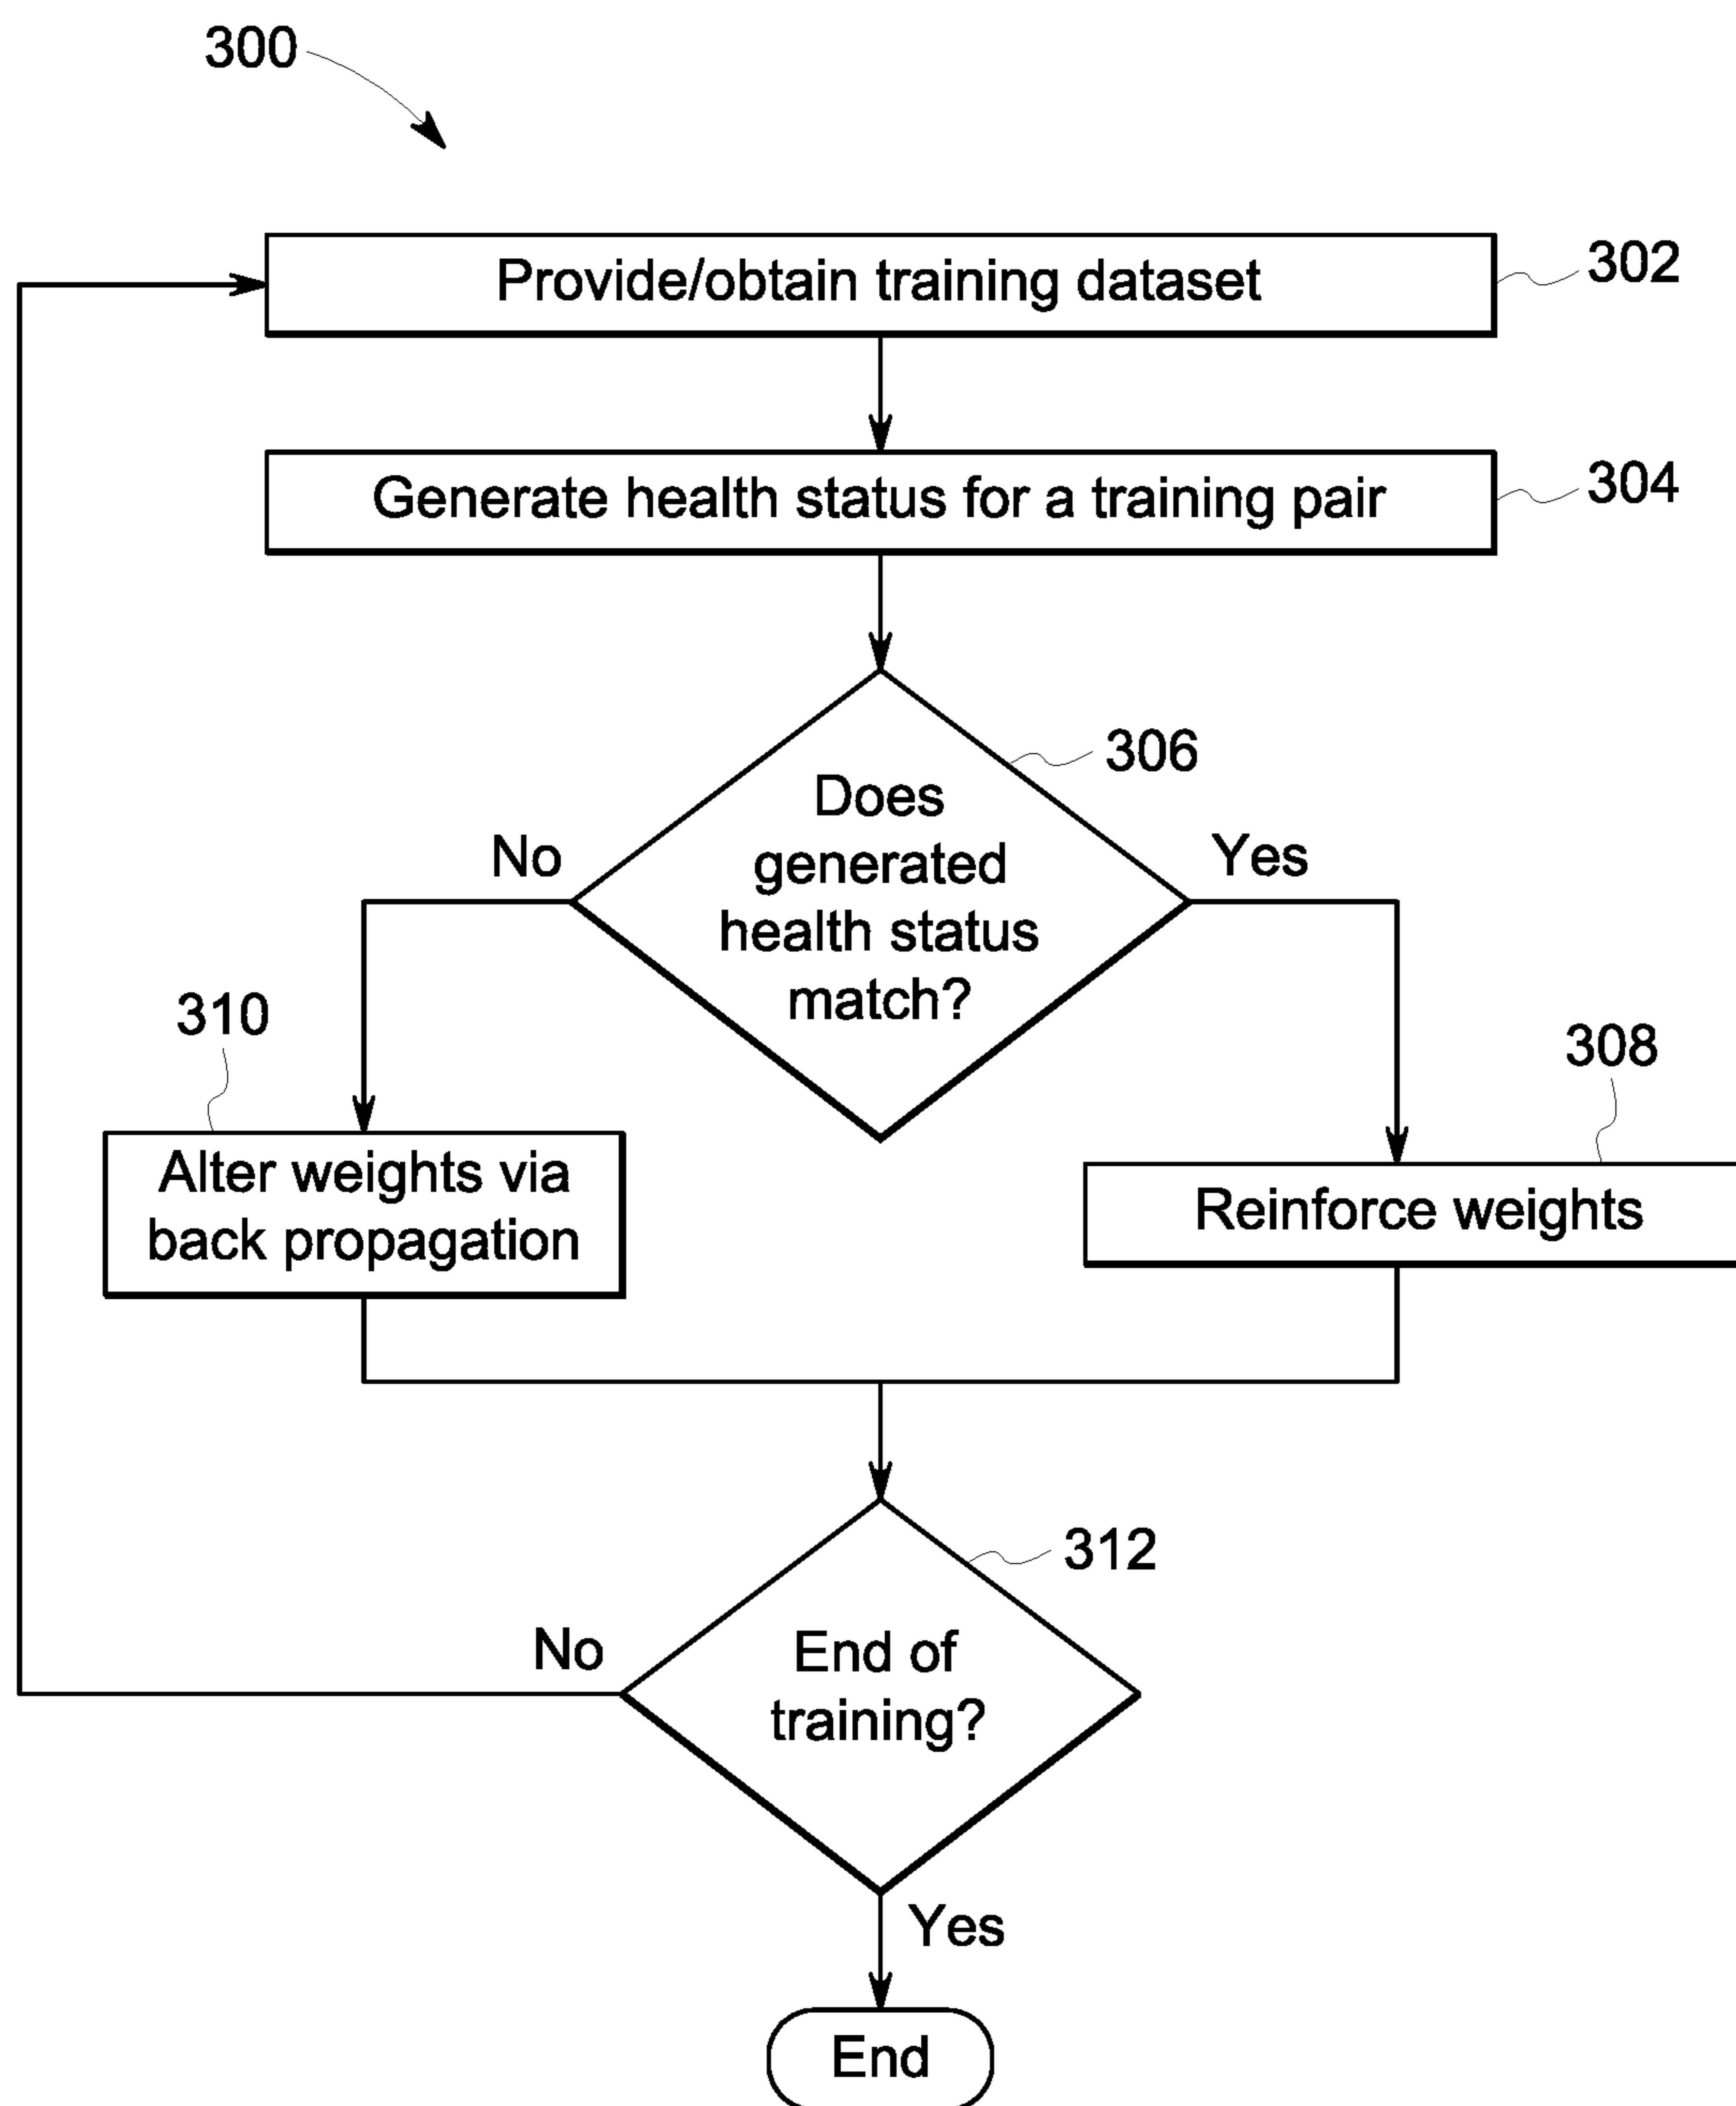 300
Provide/obtain training dataset
302
Generate health status for a training pair
304
306
Does
generated
health status
match?
No
Yes
310
308
Alter weights via
back propagation
Reinforce weights
312
No
End of
training?
Yes
End